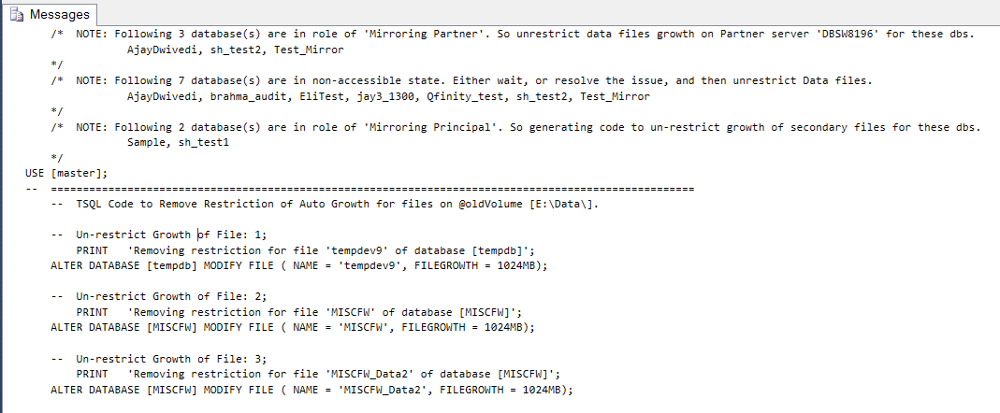 Messages
/* NOTE: Following 3 database(s) are in role of 'Mirroring Partner'. So unrestrict data files growth on Partner server 'DBSW8196' for these dbs.
AjayDwivedi, sh_test2, Test_Mirror
*/
/* NOTE: Following 7 database(s) are in non-accessible state. Either wait, or resolve the issue, and then unrestrict Data files.
AjayDwivedi, brahma_audit, EliTest, jay3_1300, Qfinity_test, sh_test2, Test_Mirror
*/
/* NOTE: Following 2 database(s) are in role of 'Mirroring Principal'. So generating code to un-restrict growth of secondary files for these dbs.
Sample, sh_test1
*/
USE [master];
-- ====================================================================================================
-- TSQL Code to Remove Restriction of Auto Growth for files on @oldVolume [E:\Data\].
-- Un-restrict Growth of File: 1;
PRINT 'Removing restriction for file 'tempdev9' of database [tempdb]';
ALTER DATABASE [tempdb] MODIFY FILE ( NAME = 'tempdev9', FILEGROWTH = 1024MB);
-- Un-restrict Growth of File: 2;
PRINT 'Removing restriction for file 'MISCFW' of database [MISCFW]';
ALTER DATABASE [MISCFW] MODIFY FILE ( NAME = 'MISCFW', FILEGROWTH = 1024MB);
-- Un-restrict Growth of File: 3;
PRINT 'Removing restriction for file 'MISCFW_Data2' of database [MISCFW]';
ALTER DATABASE [MISCFW] MODIFY FILE ( NAME = 'MISCFW_Data2', FILEGROWTH = 1024MB);